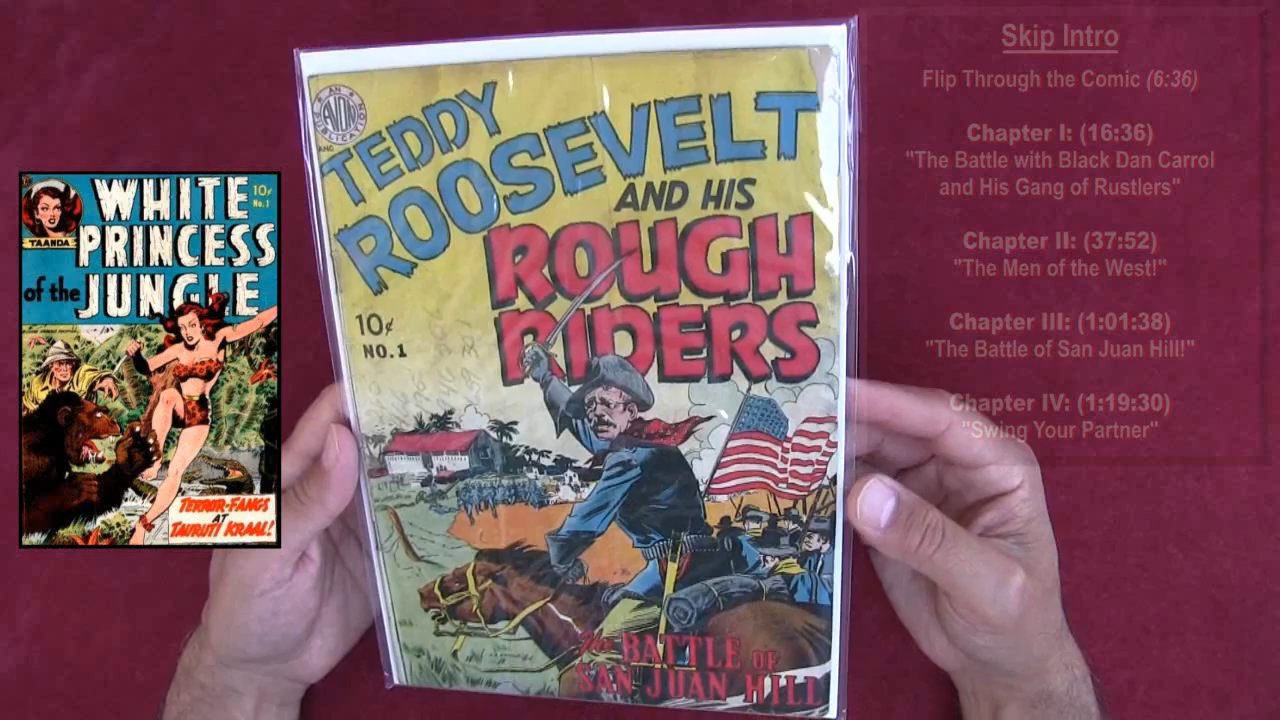 TAANDA
WHITE
PRINCESS
of the JUNGLE
10¢
No. 1
TERROR-FANGS
AT
TAURUTI KRAAL!
AN
AVON
PUBLICATION
ANC
TEDDY
ROOSEVELT
AND HIS
ROUGH
RIDERS
10¢
NO. 1
The BATTLE OF
SAN JUAN HILL
Skip Intro
Flip Through the Comic (6:36)
Chapter I: (16:36)
"The Battle with Black Dan Carrol
and His Gang of Rustlers"
Chapter II: (37:52)
"The Men of the West!"
Chapter III: (1:01:38)
"The Battle of San Juan Hill!"
Chapter IV: (1:19:30)
"Swing Your Partner"